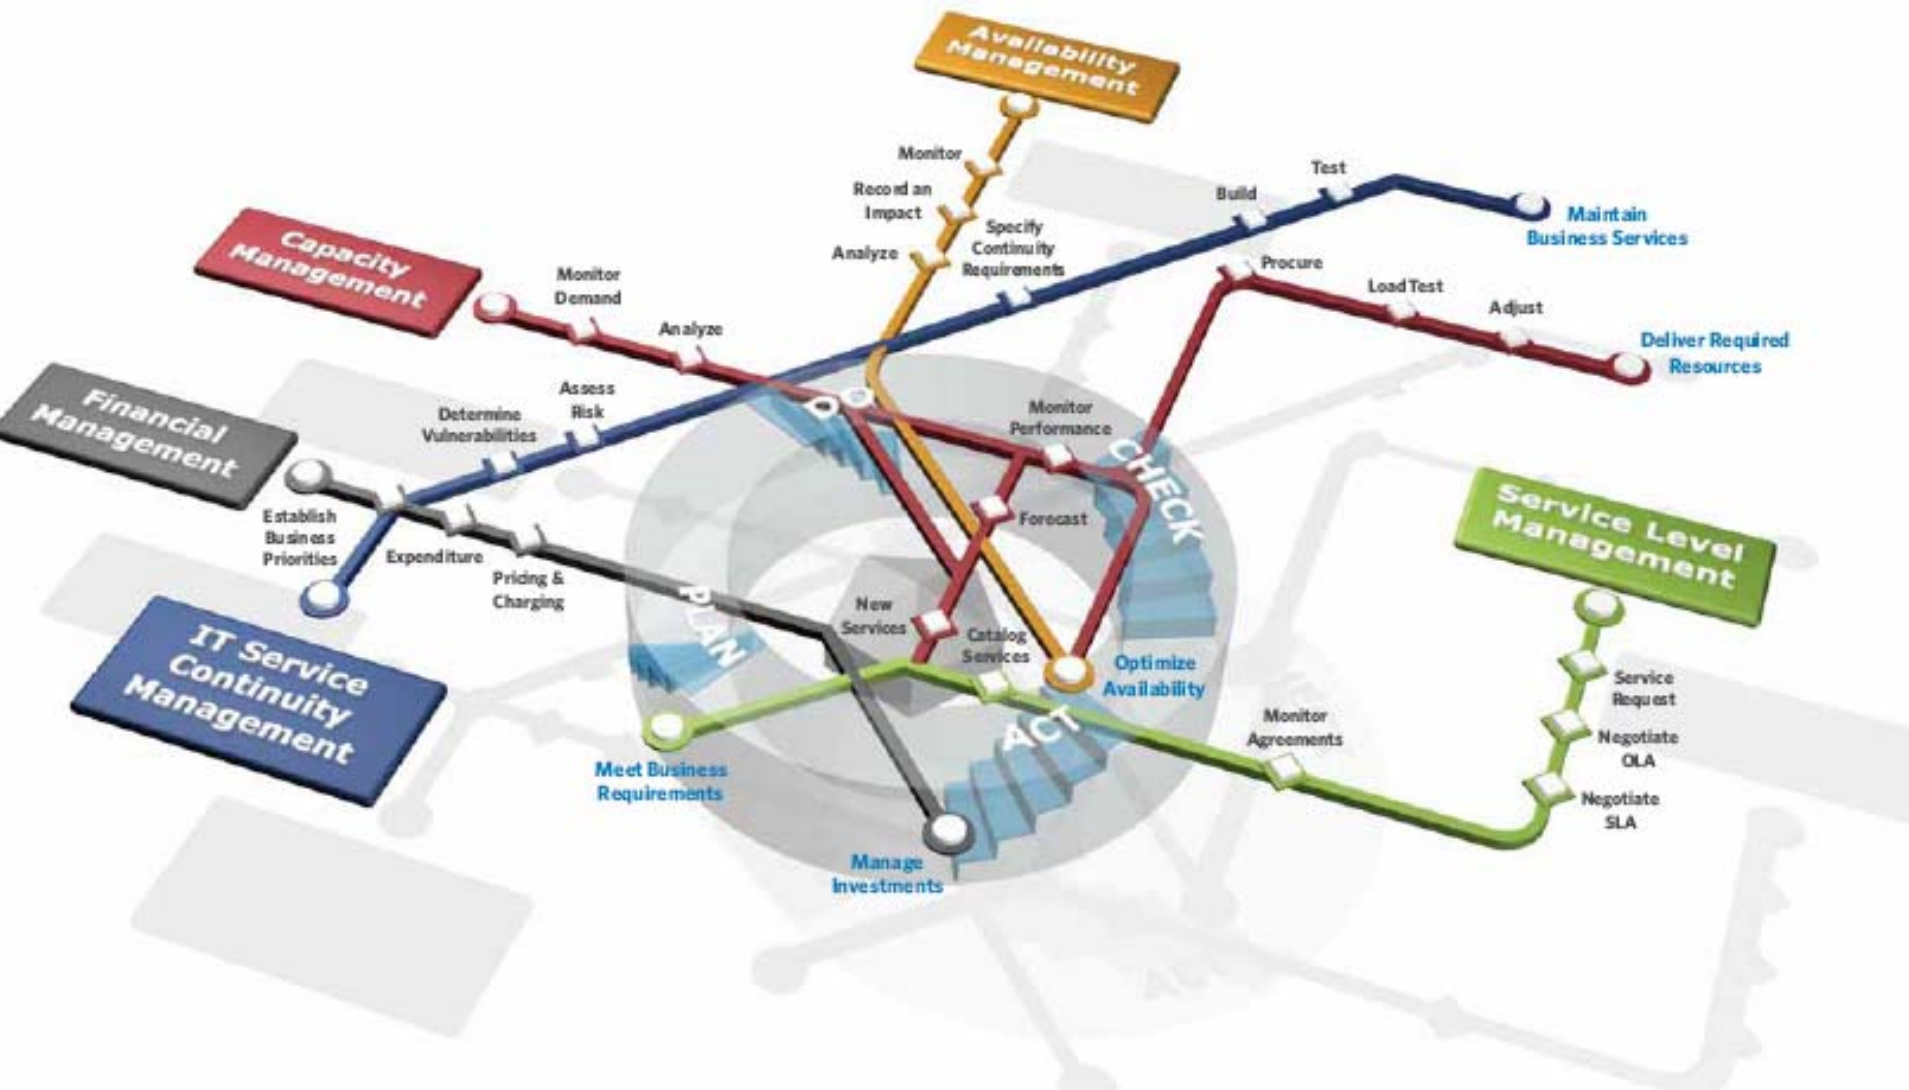 Availability
Management
Monitor
Record an
Impact
Analyze
Specify
Continuity
Requirements
Build
Test
Maintain
Business Services
Capacity
Management
Monitor
Demand
Analyze
Procure
Load Test
Adjust
Deliver Required
Resources
Financial
Management
Determine
Vulnerabilities
Assess
Risk
Monitor
Performance
CHECK
DO
Establish
Business
Priorities
Expenditure
Pricing &
Charging
PLAN
Forecast
Service Level
Management
IT Service
Continuity
Management
New
Services
Catalog
Services
Optimize
Availability
ACT
Meet Business
Requirements
Monitor
Agreements
Service
Request
Negotiate
OLA
Negotiate
SLA
Manage
Investments